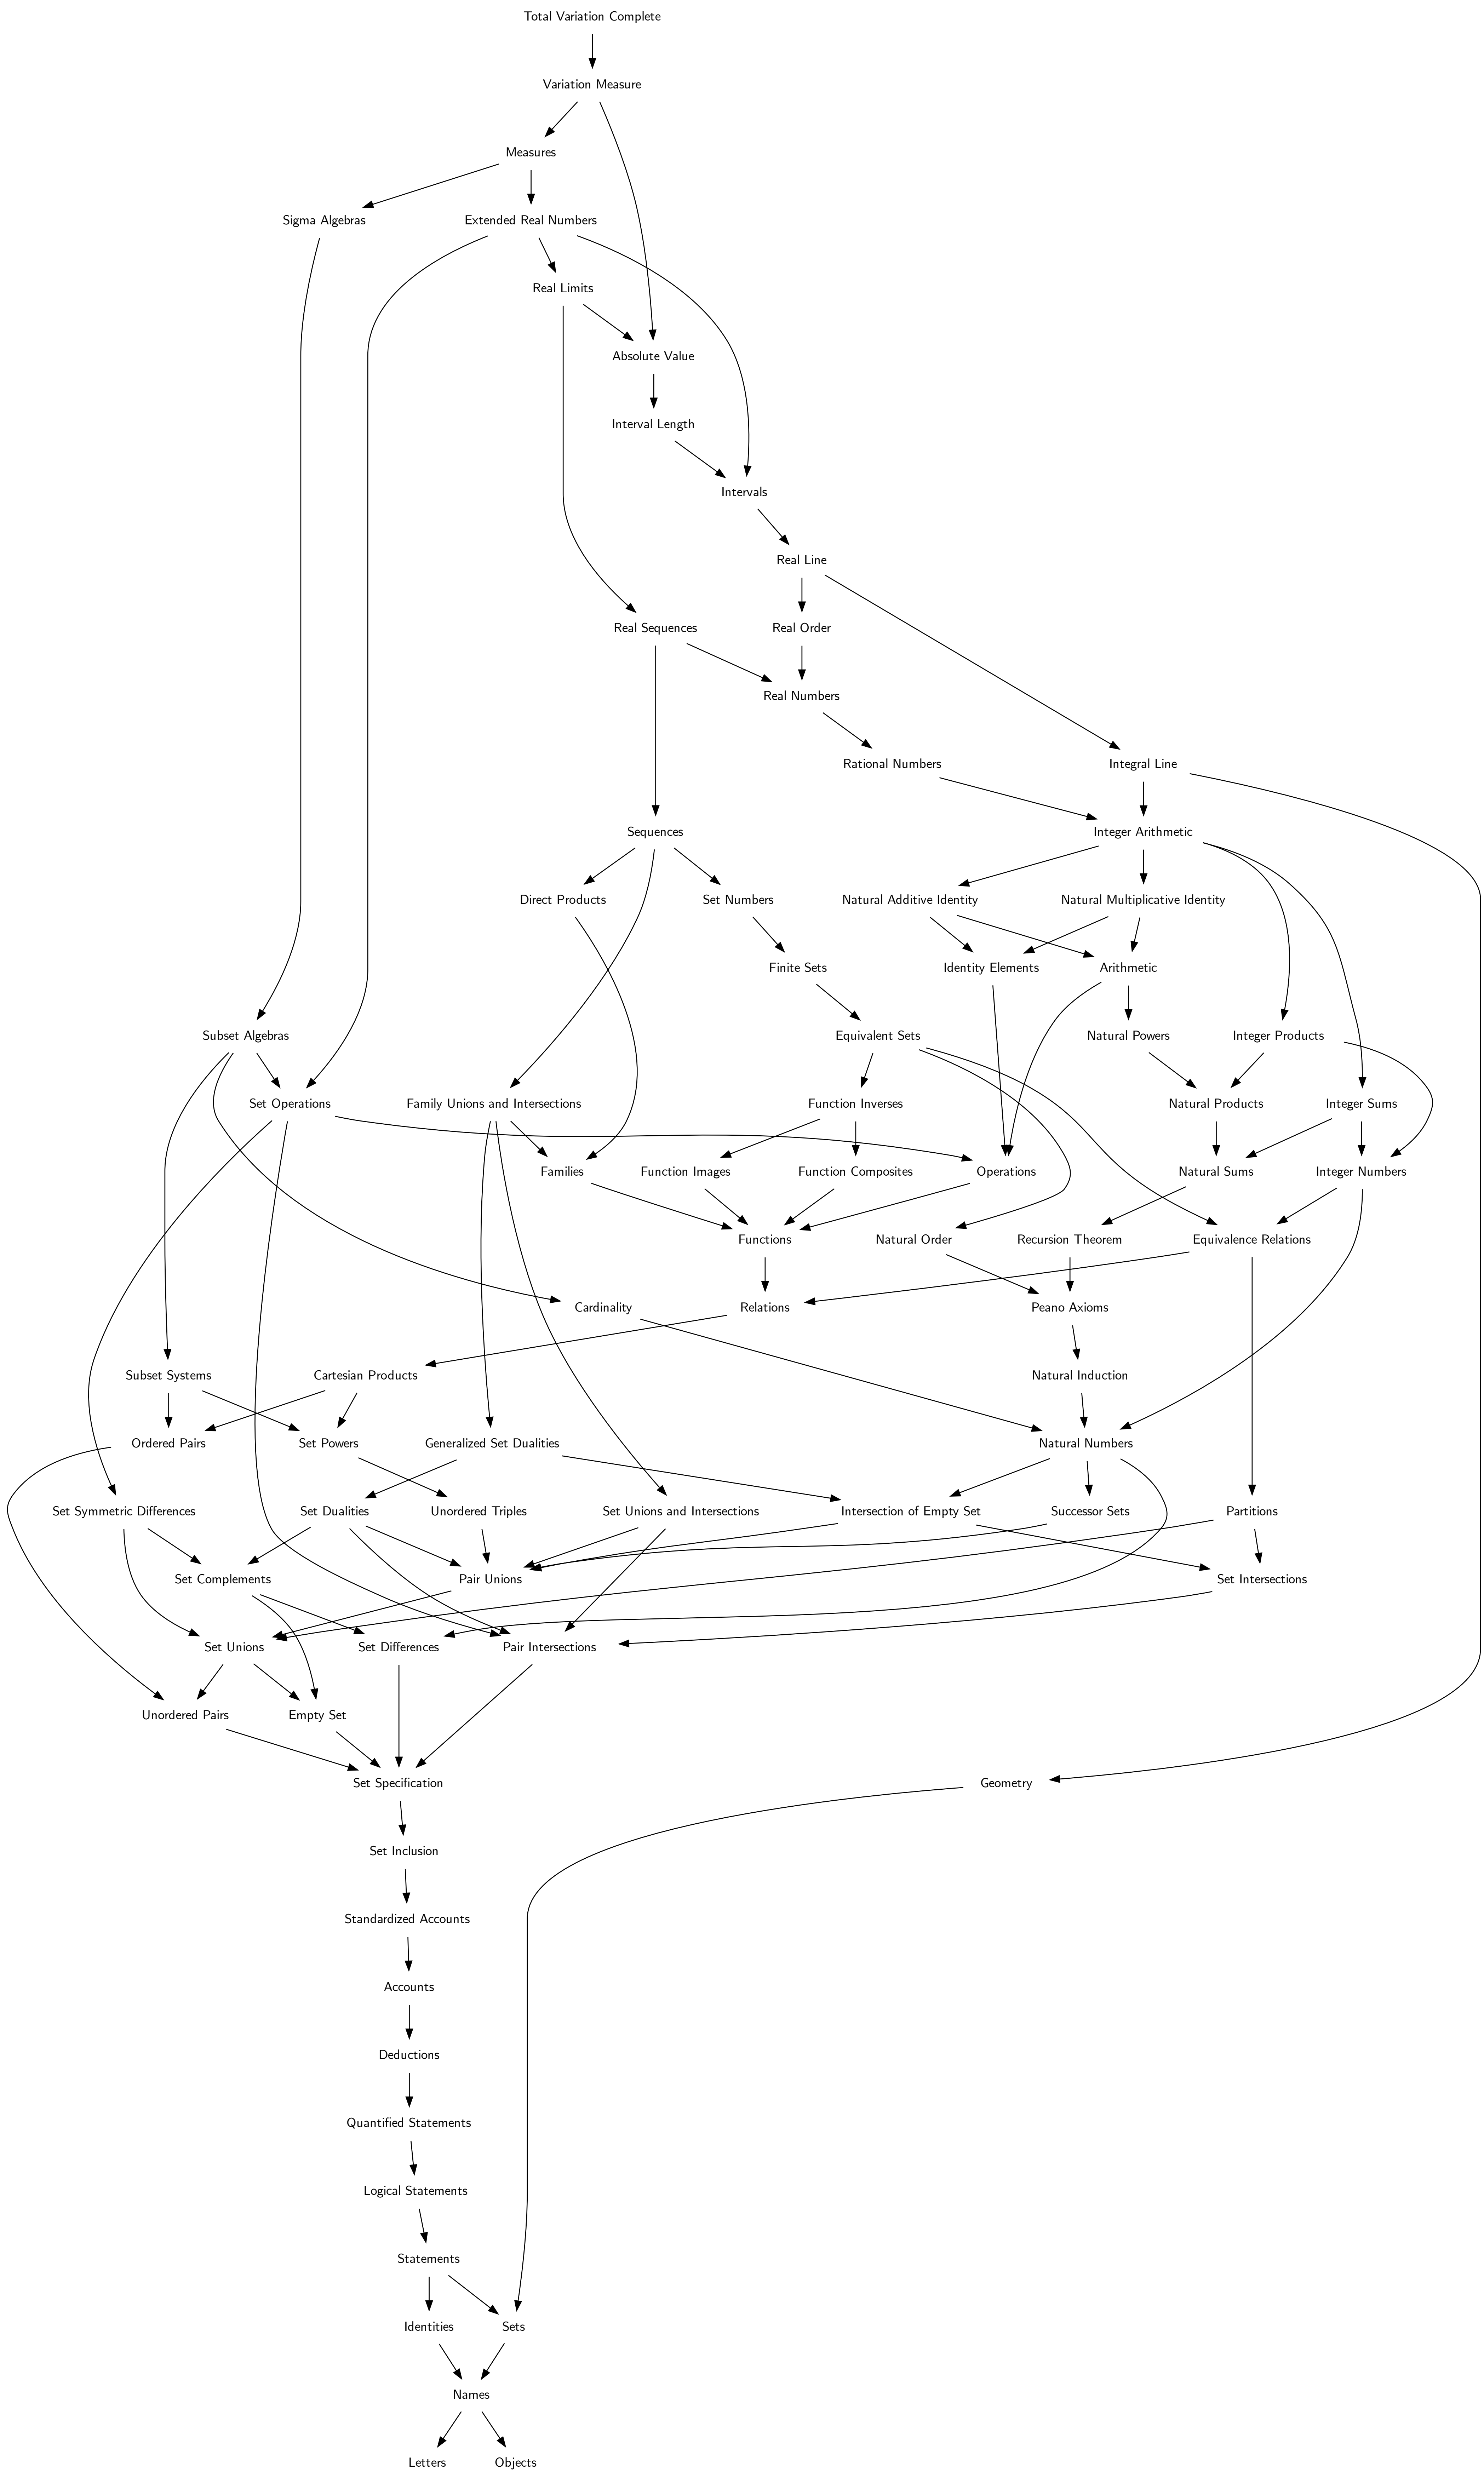 Total Variation Complete
Variation Measure
Measures
Sigma Algebras
Extended Real Numbers
Real Limits
Absolute Value
Interval Length
Intervals
Real Line
Real Sequences
Real Order
Real Numbers
Rational Numbers
Integral Line
Sequences
Integer Arithmetic
Direct Products
Set Numbers
Natural Additive Identity
Natural Multiplicative Identity
Finite Sets
Identity Elements
Arithmetic
Subset Algebras
Equivalent Sets
Natural Powers
Integer Products
Set Operations
Family Unions and Intersections
Function Inverses
Natural Products
Integer Sums
Families
Function Images
Function Composites
Operations
Natural Sums
Integer Numbers
Functions
Natural Order
Recursion Theorem
Equivalence Relations
Cardinality
Relations
Peano Axioms
Subset Systems
Cartesian Products
Natural Induction
Ordered Pairs
Set Powers
Generalized Set Dualities
Natural Numbers
Set Symmetric Differences
Set Dualities
Unordered Triples
Set Unions and Intersections
Intersection of Empty Set
Successor Sets
Partitions
Set Complements
Pair Unions
Set Intersections
Set Unions
Set Differences
Pair Intersections
Unordered Pairs
Empty Set
Set Specification
Geometry
Set Inclusion
Standardized Accounts
Accounts
Deductions
Quantified Statements
Logical Statements
Statements
Identities
Sets
Names
Letters
Objects